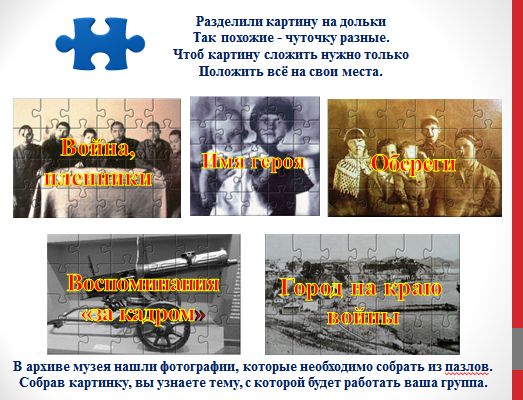 Разделили картину на дольки
Так похожие - чуточку разные.
Чтоб картину сложить нужно только
Положить всё на свои места.
Война,
пленники
Имя героя
Обереги
Воспоминания
«за кадром»
Город на краю
войны
В архиве музея нашли фотографии, которые необходимо собрать из пазлов.
Собрав картинку, вы узнаете тему, с которой будет работать ваша группа.